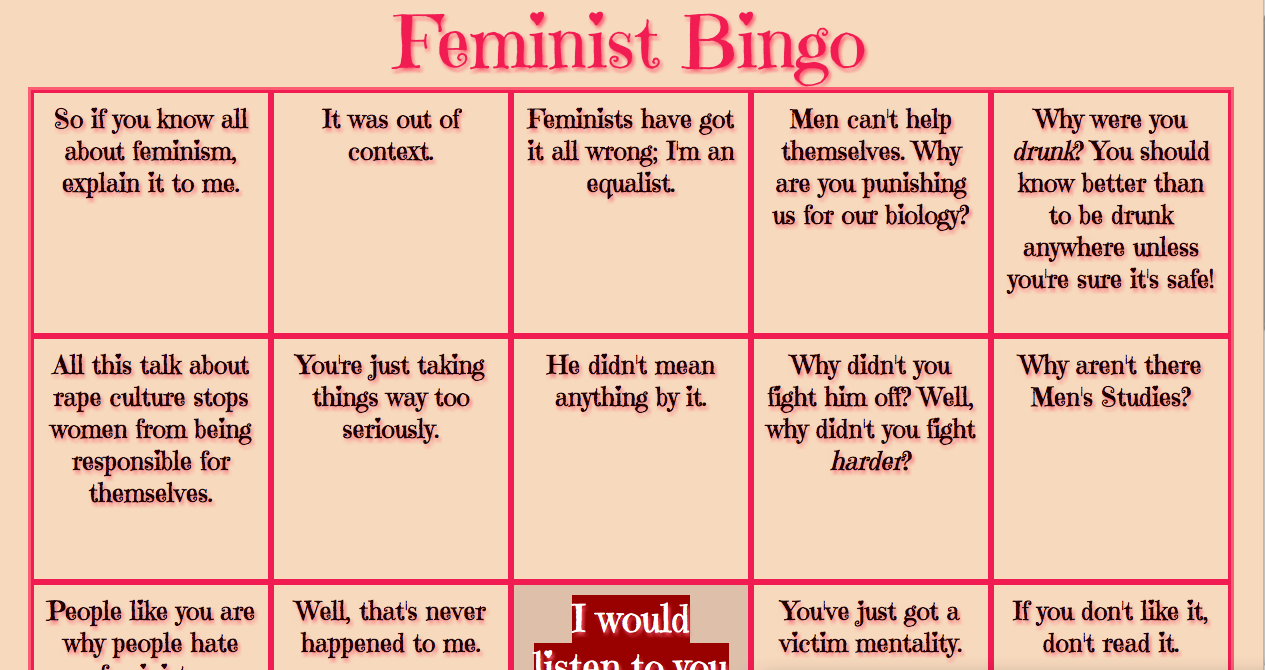 Feminist Bingo
So if you know all
about feminism,
explain it to me.
It was out of
context.
Feminists have got
it all wrong; I'm an
equalist.
Men can't help
themselves. Why
are you punishing
us for our biology?
Why were you
drunk? You should
know better than
to be drunk
anywhere unless
you're sure it's safe!
All this talk about
rape culture stops
women from being
responsible for
themselves.
You're just taking
things way too
seriously.
He didn't mean
anything by it.
Why didn't you
fight him off? Well,
why didn't you fight
harder?
Why aren't there
Men's Studies?
People like you are
why people hate
Well, that's never
happened to me.
I would
listen to you
You've just got a
victim mentality.
If you don't like it,
don't read it.